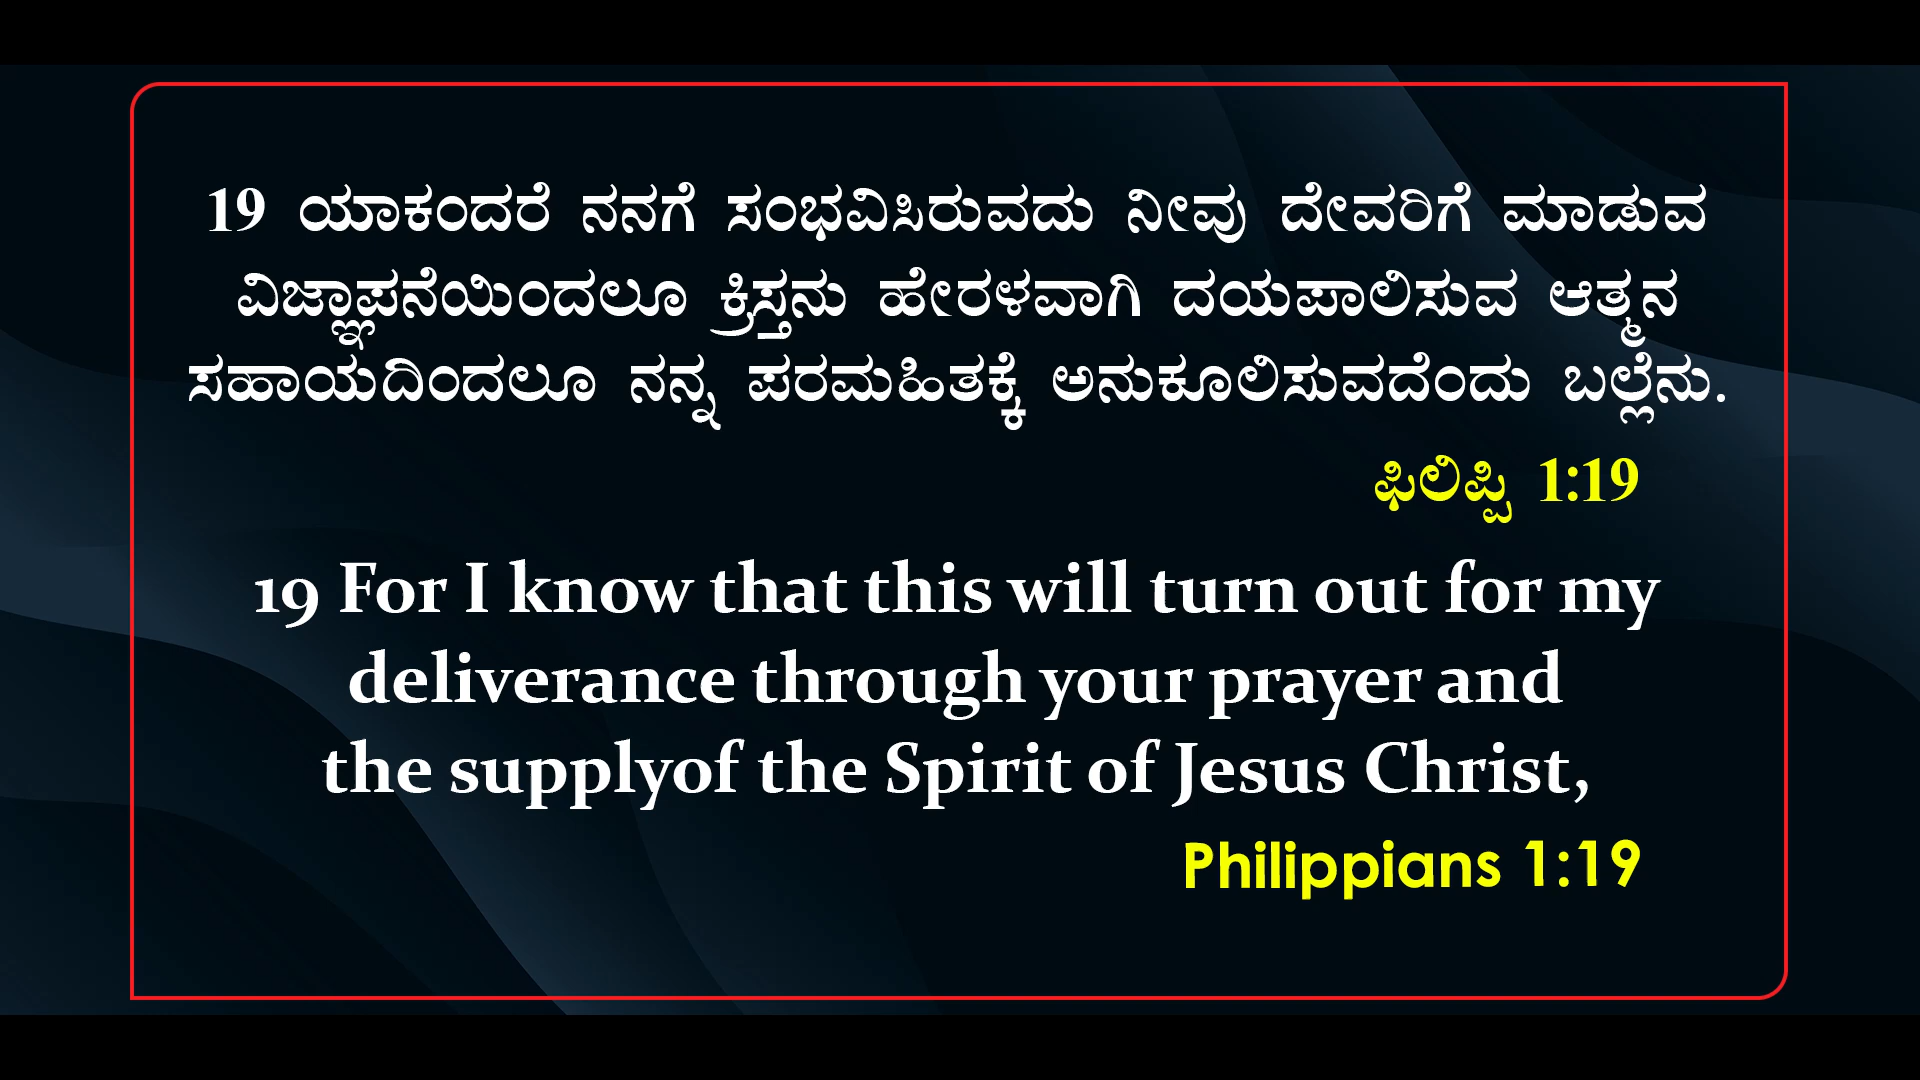 19 ಯಾಕಂದರೆ ನನಗೆ ಸಂಭವಿಸಿರುವದು ನೀವು ದೇವರಿಗೆ ಮಾಡುವ
ವಿಜ್ಞಾಪನೆಯಿಂದಲೂ ಕ್ರಿಸ್ತನು ಹೇರಳವಾಗಿ ದಯಪಾಲಿಸುವ ಆತ್ಮನ
ಸಹಾಯದಿಂದಲೂ ನನ್ನ ಪರಮಹಿತಕ್ಕೆ ಅನುಕೂಲಿಸುವದೆಂದು ಬಲ್ಲೆನು.
ಫಿಲಿಪ್ಪಿ 1:19
19 For I know that this will turn out for my
deliverance through your prayer and
the supplyof the Spirit of Jesus Christ,
Philippians 1:19